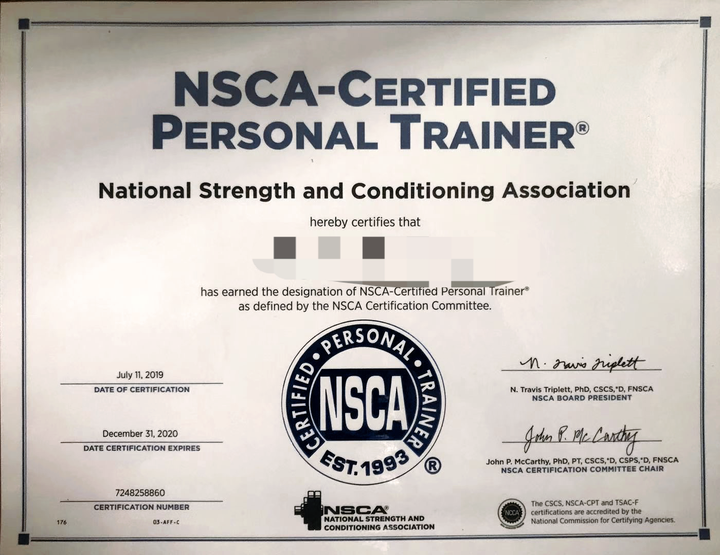 NSCA-CERTIFIED
PERSONAL TRAINER®
National Strength and Conditioning Association
hereby certifies that
has earned the designation of NSCA-Certified Personal Trainer®
as defined by the NSCA Certification Committee.
July 11, 2019
DATE OF CERTIFICATION
December 31, 2020
DATE CERTIFICATION EXPIRES
7248258860
CERTIFICATION NUMBER
176 03-AFF-C
CERTIFIED • PERSONAL • TRAINER
NSCA
EST. 1993 ®
NSCA®
NATIONAL STRENGTH AND
CONDITIONING ASSOCIATION
N. Travis Triplett
N. Travis Triplett, PhD, CSCS,*D, FNSCA
NSCA BOARD PRESIDENT
John P. McCarthy
John P. McCarthy, PhD, PT, CSCS,*D, CSPS,*D, FNSCA
NSCA CERTIFICATION COMMITTEE CHAIR
NCCA
The CSCS, NSCA-CPT and TSAC-F
certifications are accredited by the
National Commission for Certifying Agencies.